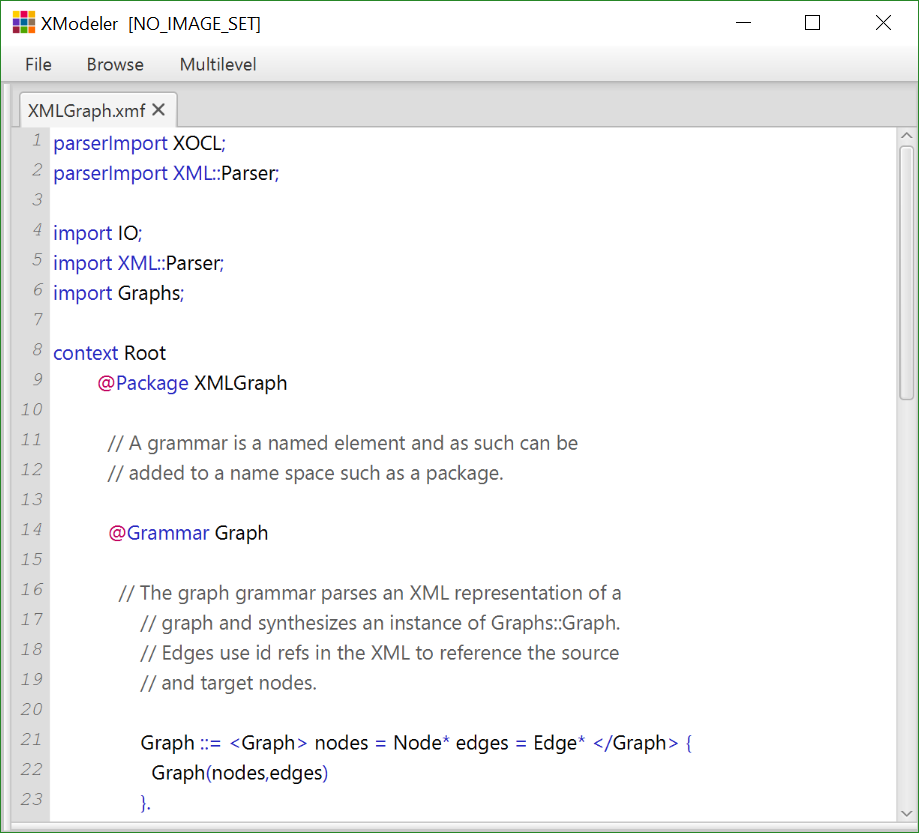 XModeler [NO_IMAGE_SET]
File Browse Multilevel
XMLGraph.xmf
1 parserImport XOCL;
2 parserImport XML::Parser;
3
4 import IO;
5 import XML::Parser;
6 import Graphs;
7
8 context Root
9 @Package XMLGraph
10
11 // A grammar is a named element and as such can be
12 // added to a name space such as a package.
13
14 @Grammar Graph
15
16 // The graph grammar parses an XML representation of a
17 // graph and synthesizes an instance of Graphs::Graph.
18 // Edges use id refs in the XML to reference the source
19 // and target nodes.
20
21 Graph ::= <Graph> nodes = Node* edges = Edge* </Graph> {
22 Graph(nodes,edges)
23 }.